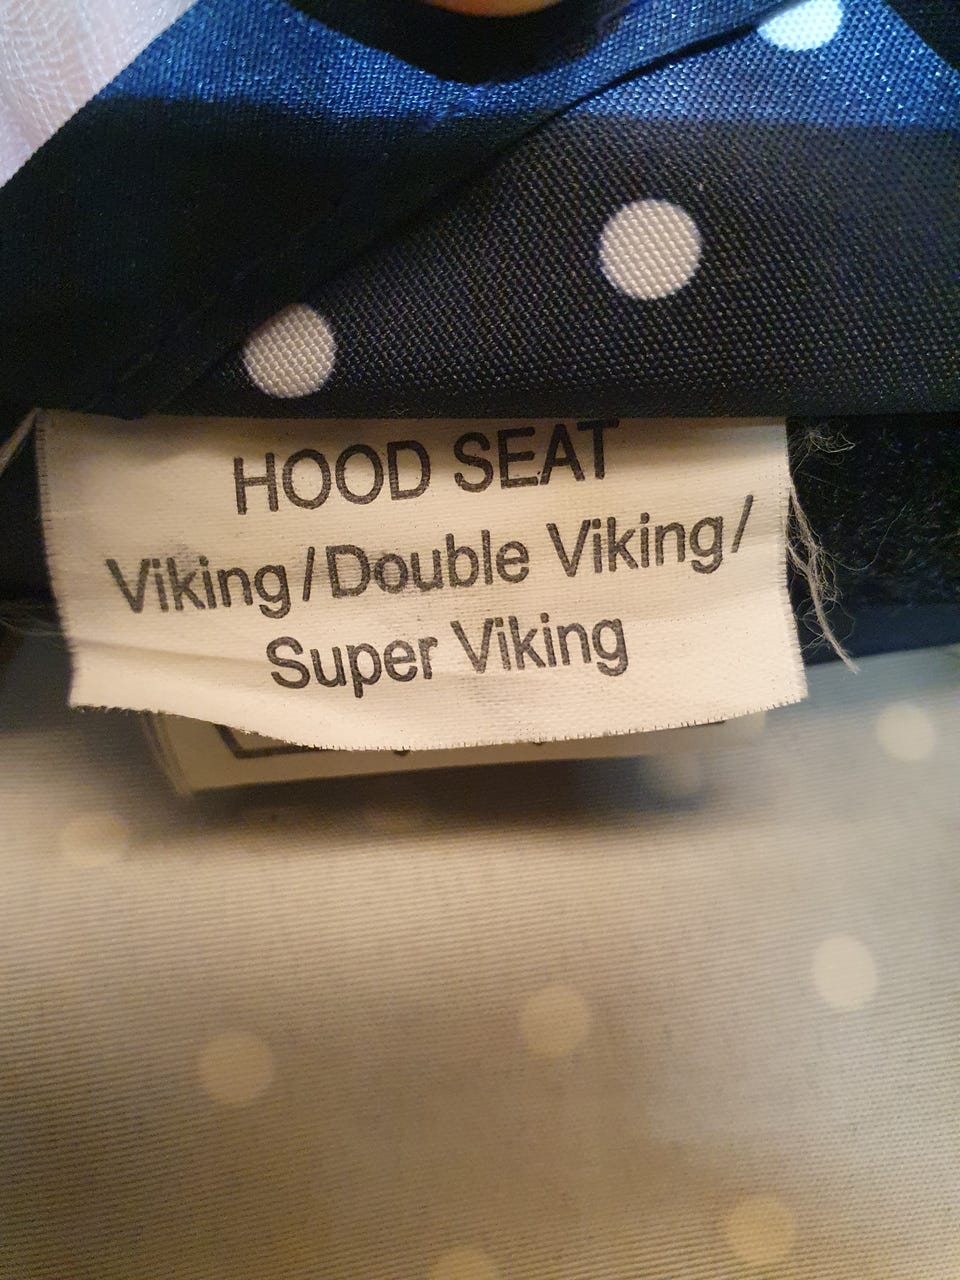 HOOD SEAT
Viking/Double Viking/
Super Viking